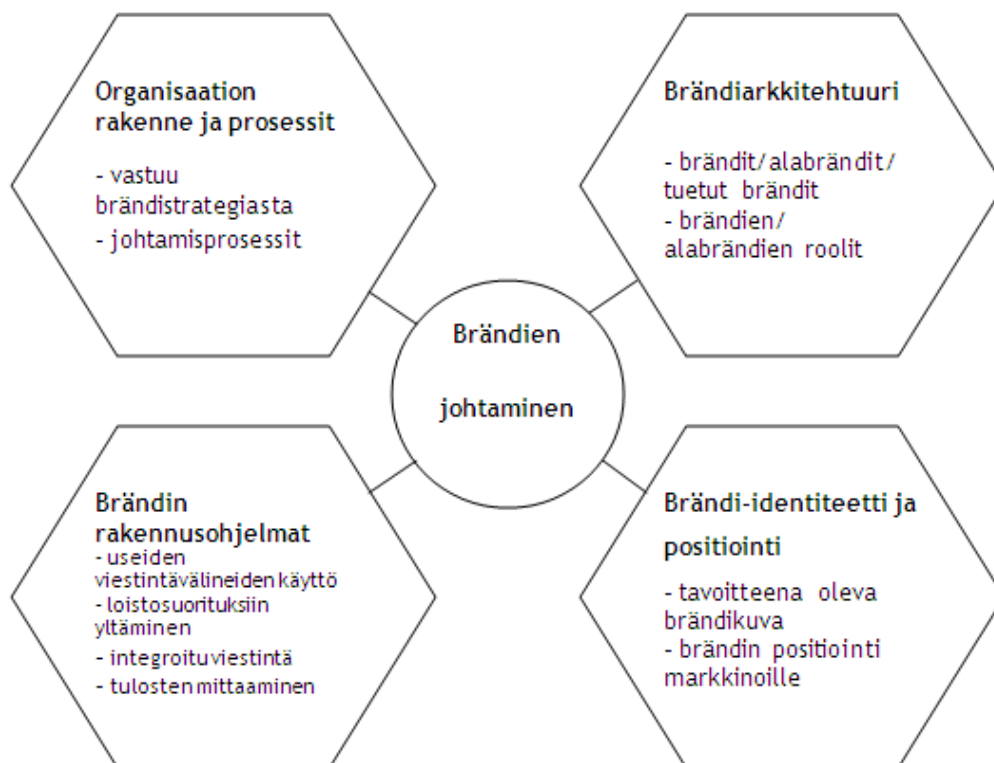 Organisaation
rakenne ja prosessit
- vastuu
brändistrategiasta
- johtamisprosessit
Brändiarkkitehtuuri
- brändit/alabrändit/
tuetut brändit
- brändien/
alabrändien roolit
Brändien
johtaminen
Brändin
rakennusohjelmat
- useiden
viestintävälineiden käyttö
- loistosuorituksiin
yltäminen
- integroitu viestintä
- tulosten mittaaminen
Brändi-identiteetti ja
positiointi
- tavoitteena oleva
brändikuva
- brändin positiointi
markkinoille